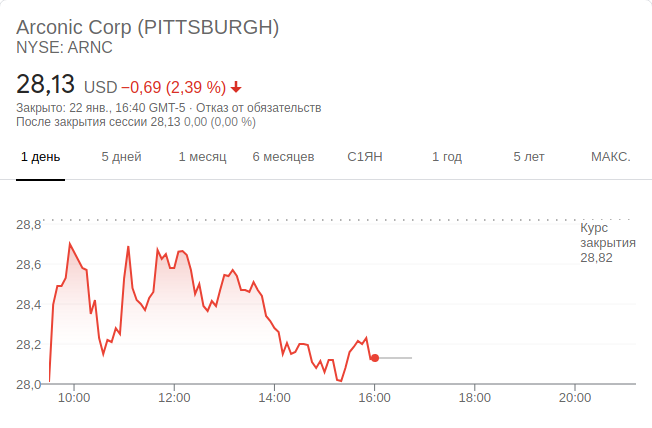 Arconic Corp (PITTSBURGH)
NYSE: ARNC
28,13 USD −0,69 (2,39 %)
Закрыто: 22 янв., 16:40 GMT-5 · Отказ от обязательств
После закрытия сессии 28,13 0,00 (0,00 %)
1 день 5 дней 1 месяц 6 месяцев С1ЯН 1 год 5 лет МАКС.
28,8
Курс
закрытия
28,82
28,6
28,4
28,2
28,0
10:00 12:00 14:00 16:00 18:00 20:00